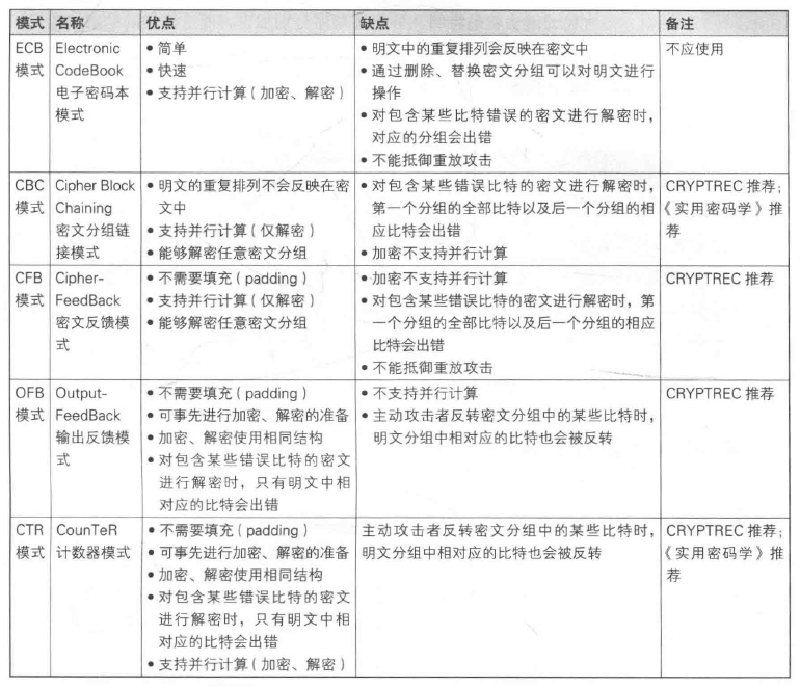 模式 名称 优点 缺点 备注
ECB模式
Electronic
CodeBook
电子密码本
模式
• 简单
• 快速
• 支持并行计算（加密、解密）
• 明文中的重复排列会反映在密文中
• 通过删除、替换密文分组可以对明文进行
操作
• 对包含某些比特错误的密文进行解密时，
对应的分组会出错
• 不能抵御重放攻击
不应使用
CBC
模式
Cipher Block
Chaining
密文分组链
接模式
• 明文的重复排列不会反映在密
文中
• 支持并行计算（仅解密）
• 能够解密任意密文分组
• 对包含某些错误比特的密文进行解密时，
第一个分组的全部比特以及后一个分组的相
应比特会出错
• 加密不支持并行计算
CRYPTREC 推荐；
《实用密码学》推
荐
CFB
模式
Cipher-
FeedBack
密文反馈模
式
• 不需要填充（padding）
• 支持并行计算（仅解密）
• 能够解密任意密文分组
• 加密不支持并行计算
• 对包含某些错误比特的密文进行解密时，第
一个分组的全部比特以及后一个分组的相应
比特会出错
• 不能抵御重放攻击
CRYPTREC 推荐
OFB
模式
Output-
FeedBack
输出反馈模
式
• 不需要填充（padding）
• 可事先进行加密、解密的准备
• 加密、解密使用相同结构
• 对包含某些错误比特的密文
进行解密时，只有明文中相
对应的比特会出错
• 不支持并行计算
• 主动攻击者反转密文分组中的某些比特时，
明文分组中相对应的比特也会被反转
CRYPTREC 推荐
CTR
模式
CounTeR
计数器模式
• 不需要填充（padding）
• 可事先进行加密、解密的准备
• 加密、解密使用相同结构
• 对包含某些错误比特的密文
进行解密时，只有明文中相
对应的比特会出错
• 支持并行计算（加密、解密）
主动攻击者反转密文分组中的某些比特时，
明文分组中相对应的比特也会被反转
CRYPTREC 推荐；
《实用密码学》推
荐